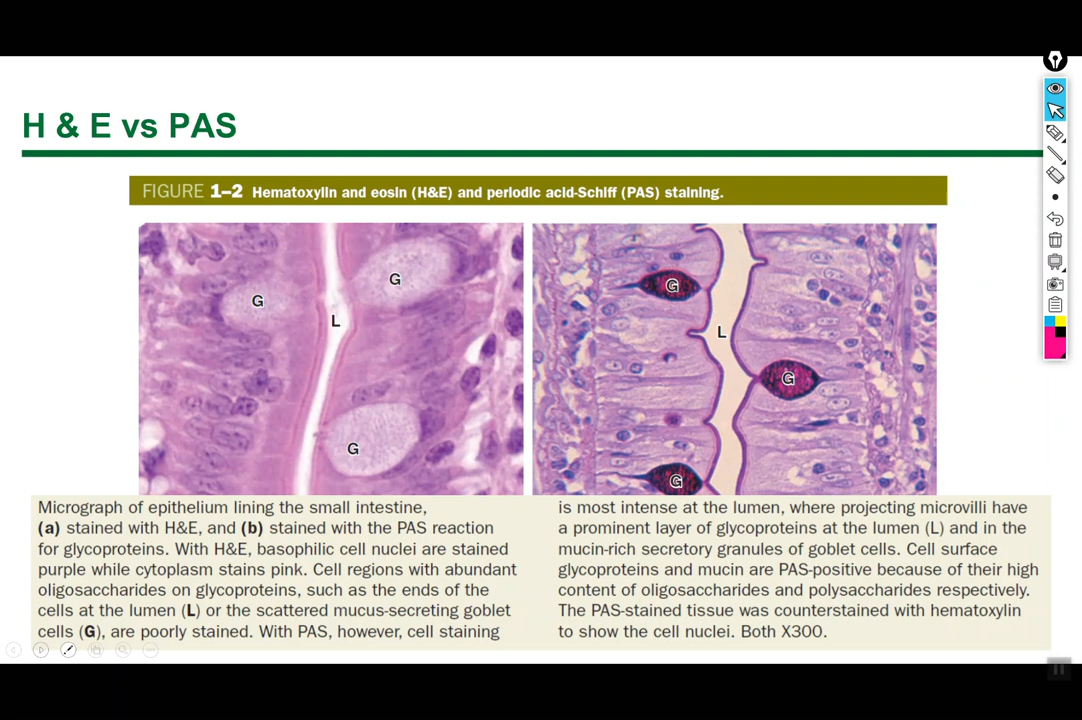 H & E vs PAS
FIGURE 1–2 Hematoxylin and eosin (H&E) and periodic acid-Schiff (PAS) staining.
G
G
L
G
G
L
G
G
Micrograph of epithelium lining the small intestine,
(a) stained with H&E, and (b) stained with the PAS reaction
for glycoproteins. With H&E, basophilic cell nuclei are stained
purple while cytoplasm stains pink. Cell regions with abundant
oligosaccharides on glycoproteins, such as the ends of the
cells at the lumen (L) or the scattered mucus-secreting goblet
cells (G), are poorly stained. With PAS, however, cell staining
is most intense at the lumen, where projecting microvilli have
a prominent layer of glycoproteins at the lumen (L) and in the
mucin-rich secretory granules of goblet cells. Cell surface
glycoproteins and mucin are PAS-positive because of their high
content of oligosaccharides and polysaccharides respectively.
The PAS-stained tissue was counterstained with hematoxylin
to show the cell nuclei. Both X300.